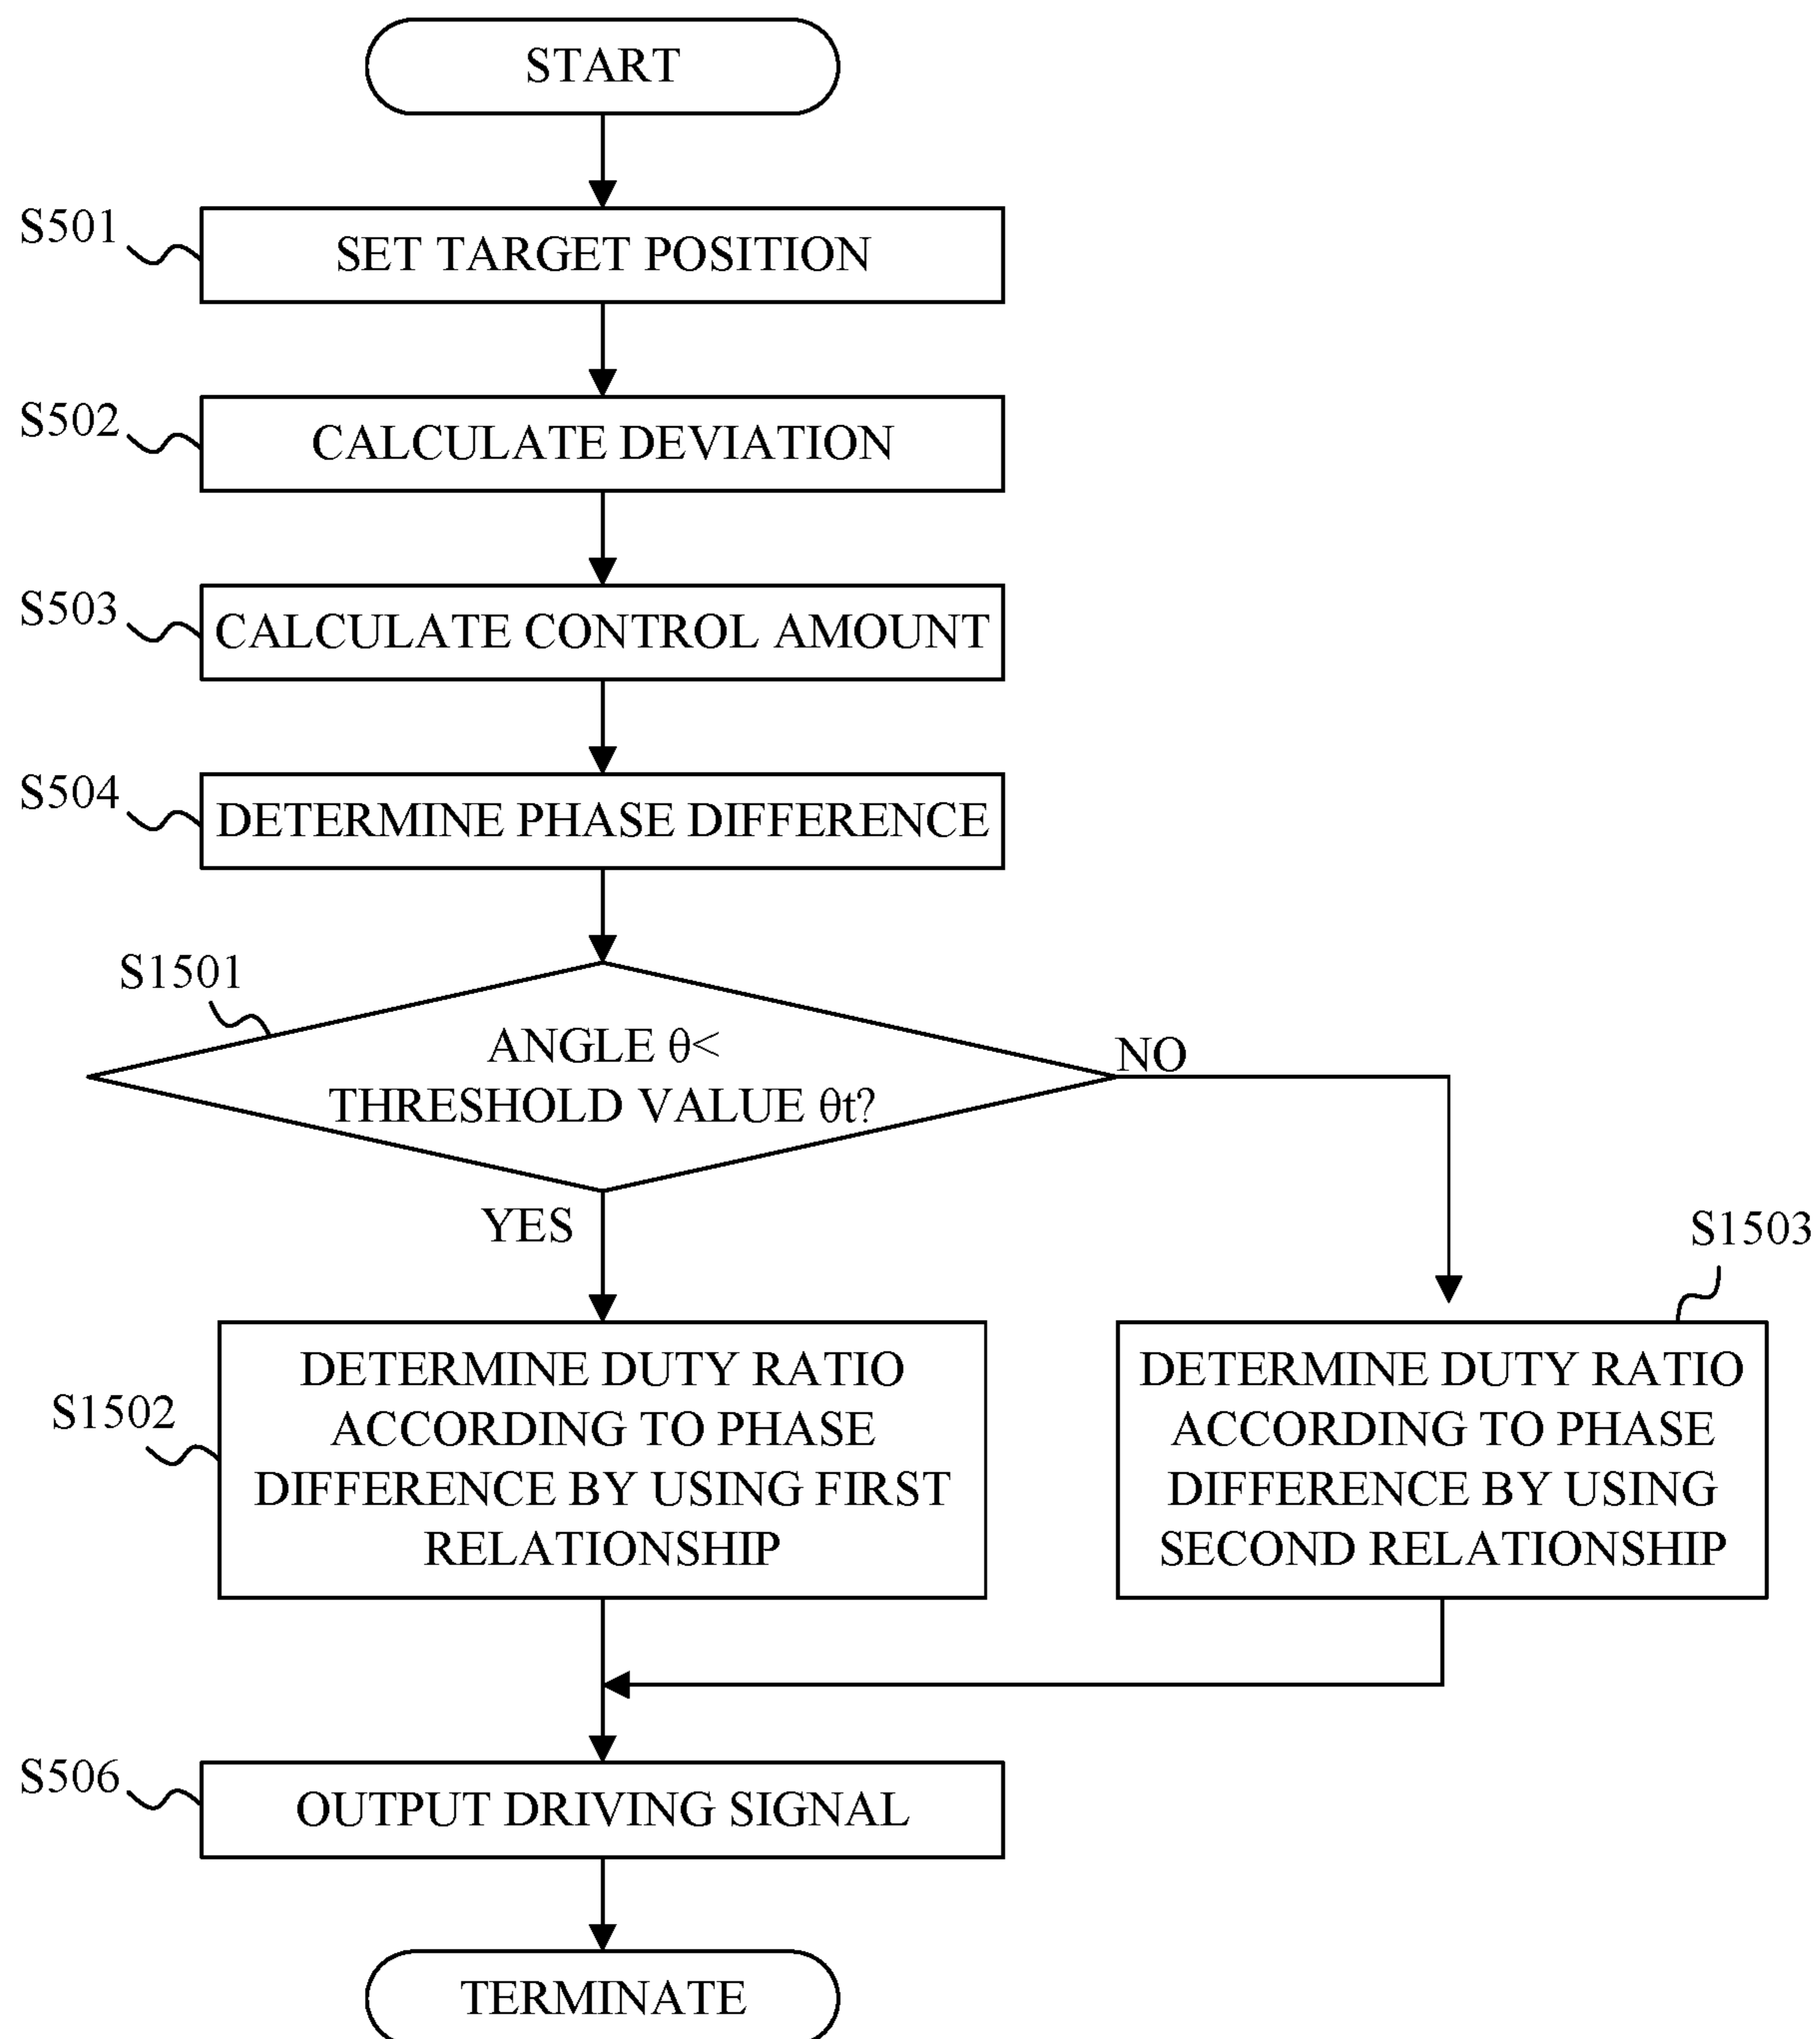 START
S501
SET TARGET POSITION
S502
CALCULATE DEVIATION
S503
CALCULATE CONTROL AMOUNT
S504
DETERMINE PHASE DIFFERENCE
S1501
ANGLE θ<
THRESHOLD VALUE θt?
NO
YES
S1502
DETERMINE DUTY RATIO
ACCORDING TO PHASE
DIFFERENCE BY USING FIRST
RELATIONSHIP
S1503
DETERMINE DUTY RATIO
ACCORDING TO PHASE
DIFFERENCE BY USING
SECOND RELATIONSHIP
S506
OUTPUT DRIVING SIGNAL
TERMINATE